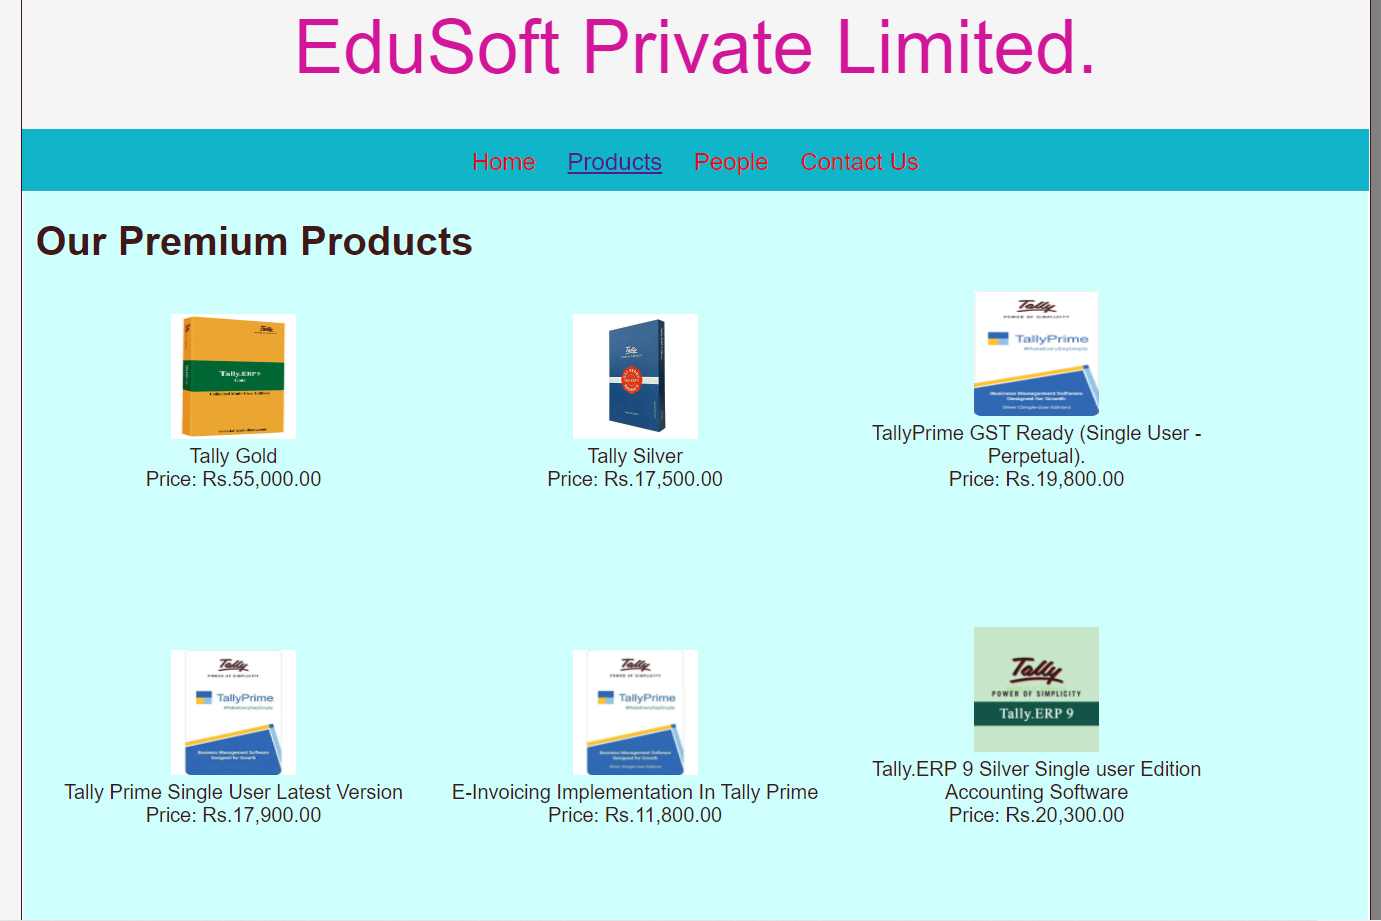 EduSoft Private Limited.
Home Products People Contact Us
Our Premium Products
Tally.ERP 9
Gold
Tally Gold
Price: Rs.55,000.00
Tally
Tally Silver
Price: Rs.17,500.00
Tally
POWER OF SIMPLICITY
TallyPrime
#MakeEverydaySimple
Business Management Software
Designed for Growth
Silver (Single-User Edition)
TallyPrime GST Ready (Single User -
Perpetual).
Price: Rs.19,800.00
Tally
POWER OF SIMPLICITY
TallyPrime
Business Management Software
Designed for Growth
Tally Prime Single User Latest Version
Price: Rs.17,900.00
Tally
POWER OF SIMPLICITY
TallyPrime
Business Management Software
Designed for Growth
E-Invoicing Implementation In Tally Prime
Price: Rs.11,800.00
Tally
POWER OF SIMPLICITY
Tally.ERP 9
Tally.ERP 9 Silver Single user Edition
Accounting Software
Price: Rs.20,300.00